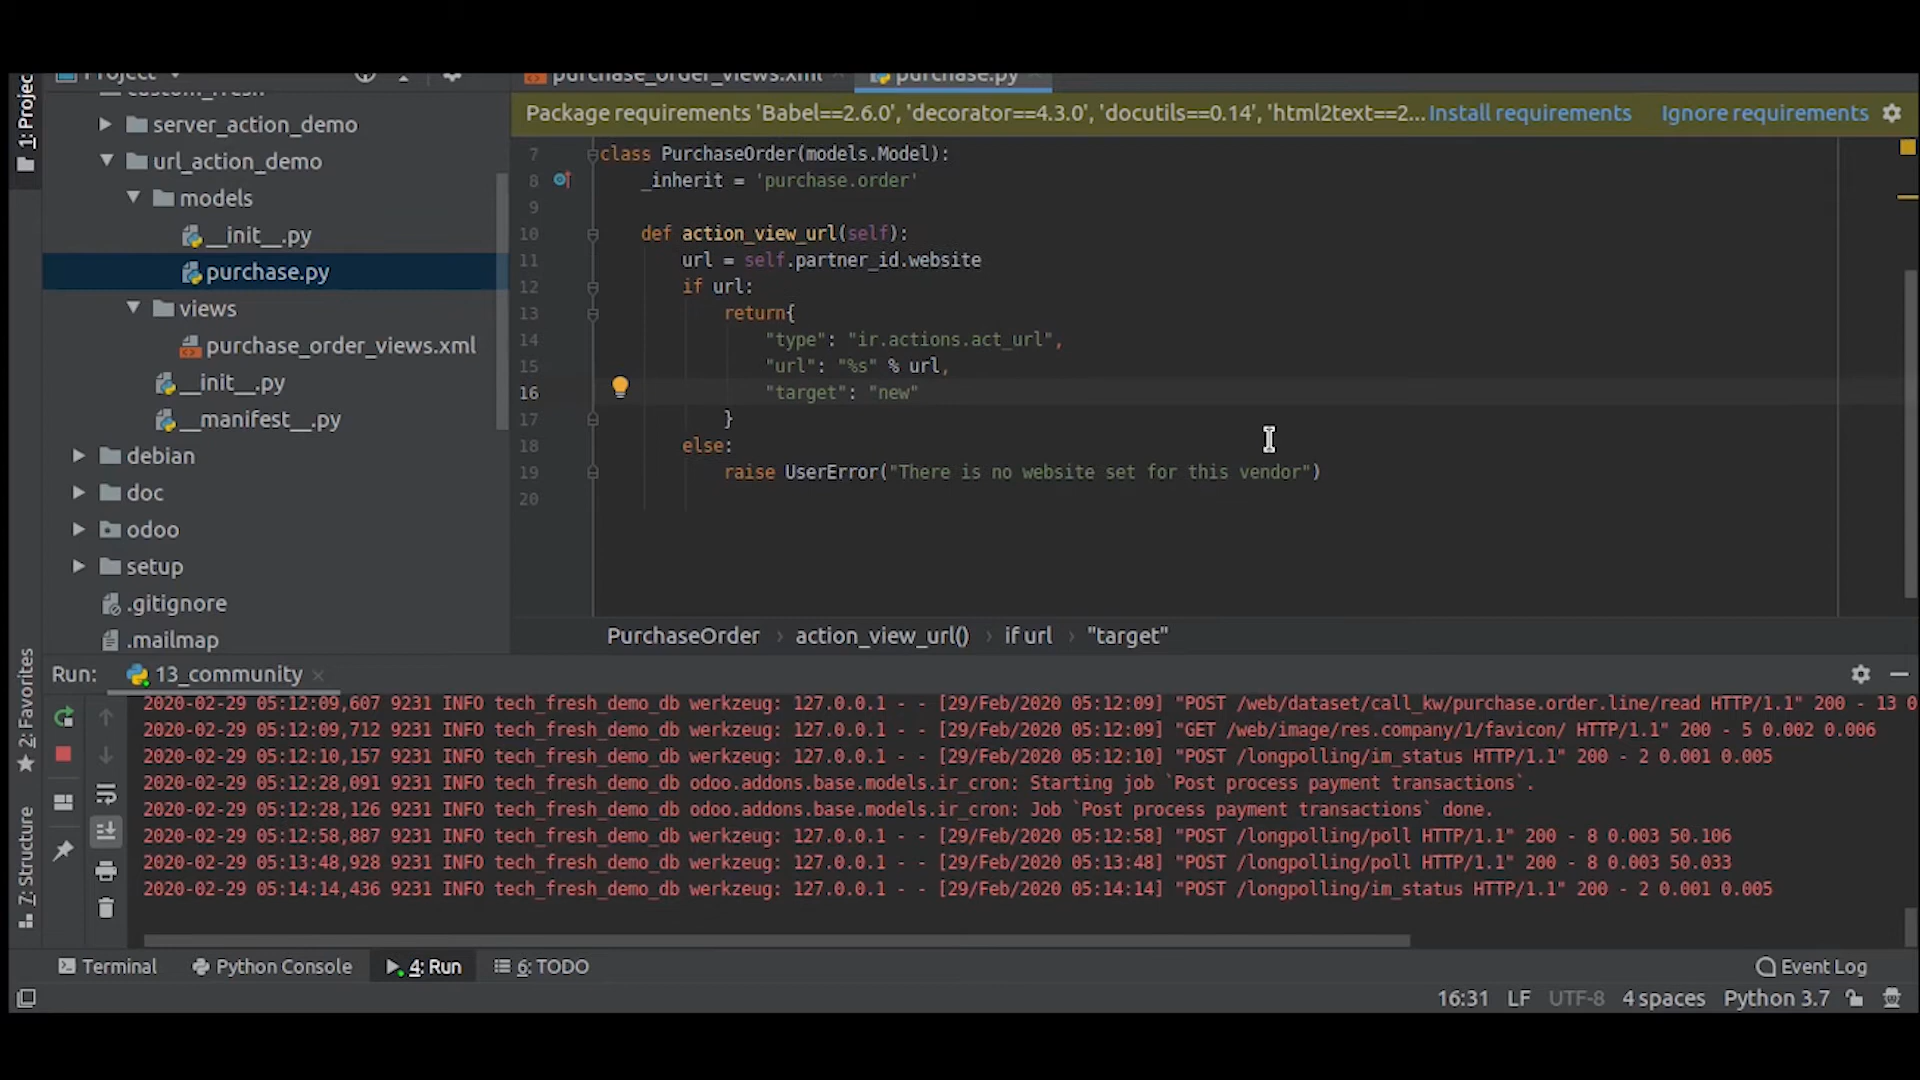 1: Project
Project
purchase_order_views.xml
purchase.py
Package requirements 'Babel==2.6.0', 'decorator==4.3.0', 'docutils==0.14', 'html2text==2... Install requirements Ignore requirements
custom_fresh
server_action_demo
url_action_demo
models
__init__.py
purchase.py
views
purchase_order_views.xml
__init__.py
__manifest__.py
debian
doc
odoo
setup
.gitignore
.mailmap
7 class PurchaseOrder(models.Model):
8 _inherit = 'purchase.order'
9
10 def action_view_url(self):
11 url = self.partner_id.website
12 if url:
13 return{
14 "type": "ir.actions.act_url",
15 "url": "%s" % url,
16 "target": "new"
17 }
18 else:
19 raise UserError("There is no website set for this vendor")
20
PurchaseOrder › action_view_url() › if url › "target"
2: Favorites
7: Structure
Run: 13_community
2020-02-29 05:12:09,607 9231 INFO tech_fresh_demo_db werkzeug: 127.0.0.1 - - [29/Feb/2020 05:12:09] "POST /web/dataset/call_kw/purchase.order.line/read HTTP/1.1" 200 - 13 0
2020-02-29 05:12:09,712 9231 INFO tech_fresh_demo_db werkzeug: 127.0.0.1 - - [29/Feb/2020 05:12:09] "GET /web/image/res.company/1/favicon/ HTTP/1.1" 200 - 5 0.002 0.006
2020-02-29 05:12:10,157 9231 INFO tech_fresh_demo_db werkzeug: 127.0.0.1 - - [29/Feb/2020 05:12:10] "POST /longpolling/im_status HTTP/1.1" 200 - 2 0.001 0.005
2020-02-29 05:12:28,091 9231 INFO tech_fresh_demo_db odoo.addons.base.models.ir_cron: Starting job `Post process payment transactions`.
2020-02-29 05:12:28,126 9231 INFO tech_fresh_demo_db odoo.addons.base.models.ir_cron: Job `Post process payment transactions` done.
2020-02-29 05:12:58,887 9231 INFO tech_fresh_demo_db werkzeug: 127.0.0.1 - - [29/Feb/2020 05:12:58] "POST /longpolling/poll HTTP/1.1" 200 - 8 0.003 50.106
2020-02-29 05:13:48,928 9231 INFO tech_fresh_demo_db werkzeug: 127.0.0.1 - - [29/Feb/2020 05:13:48] "POST /longpolling/poll HTTP/1.1" 200 - 8 0.003 50.033
2020-02-29 05:14:14,436 9231 INFO tech_fresh_demo_db werkzeug: 127.0.0.1 - - [29/Feb/2020 05:14:14] "POST /longpolling/im_status HTTP/1.1" 200 - 2 0.001 0.005
Terminal Python Console 4: Run 6: TODO Event Log
16:31 LF UTF-8 4 spaces Python 3.7